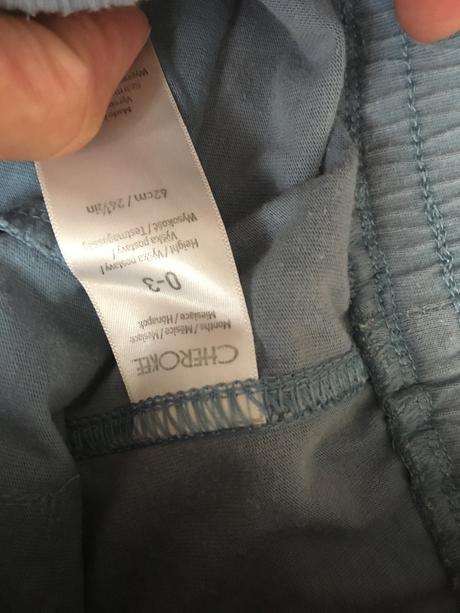 CHEROKEE.
Months / Měsíce / Mesiace
Miesiące / Hónapok
0-3
Height / Výška postavy /
Výška postavy /
Wysokość / Testmagasság
62cm / 24½in